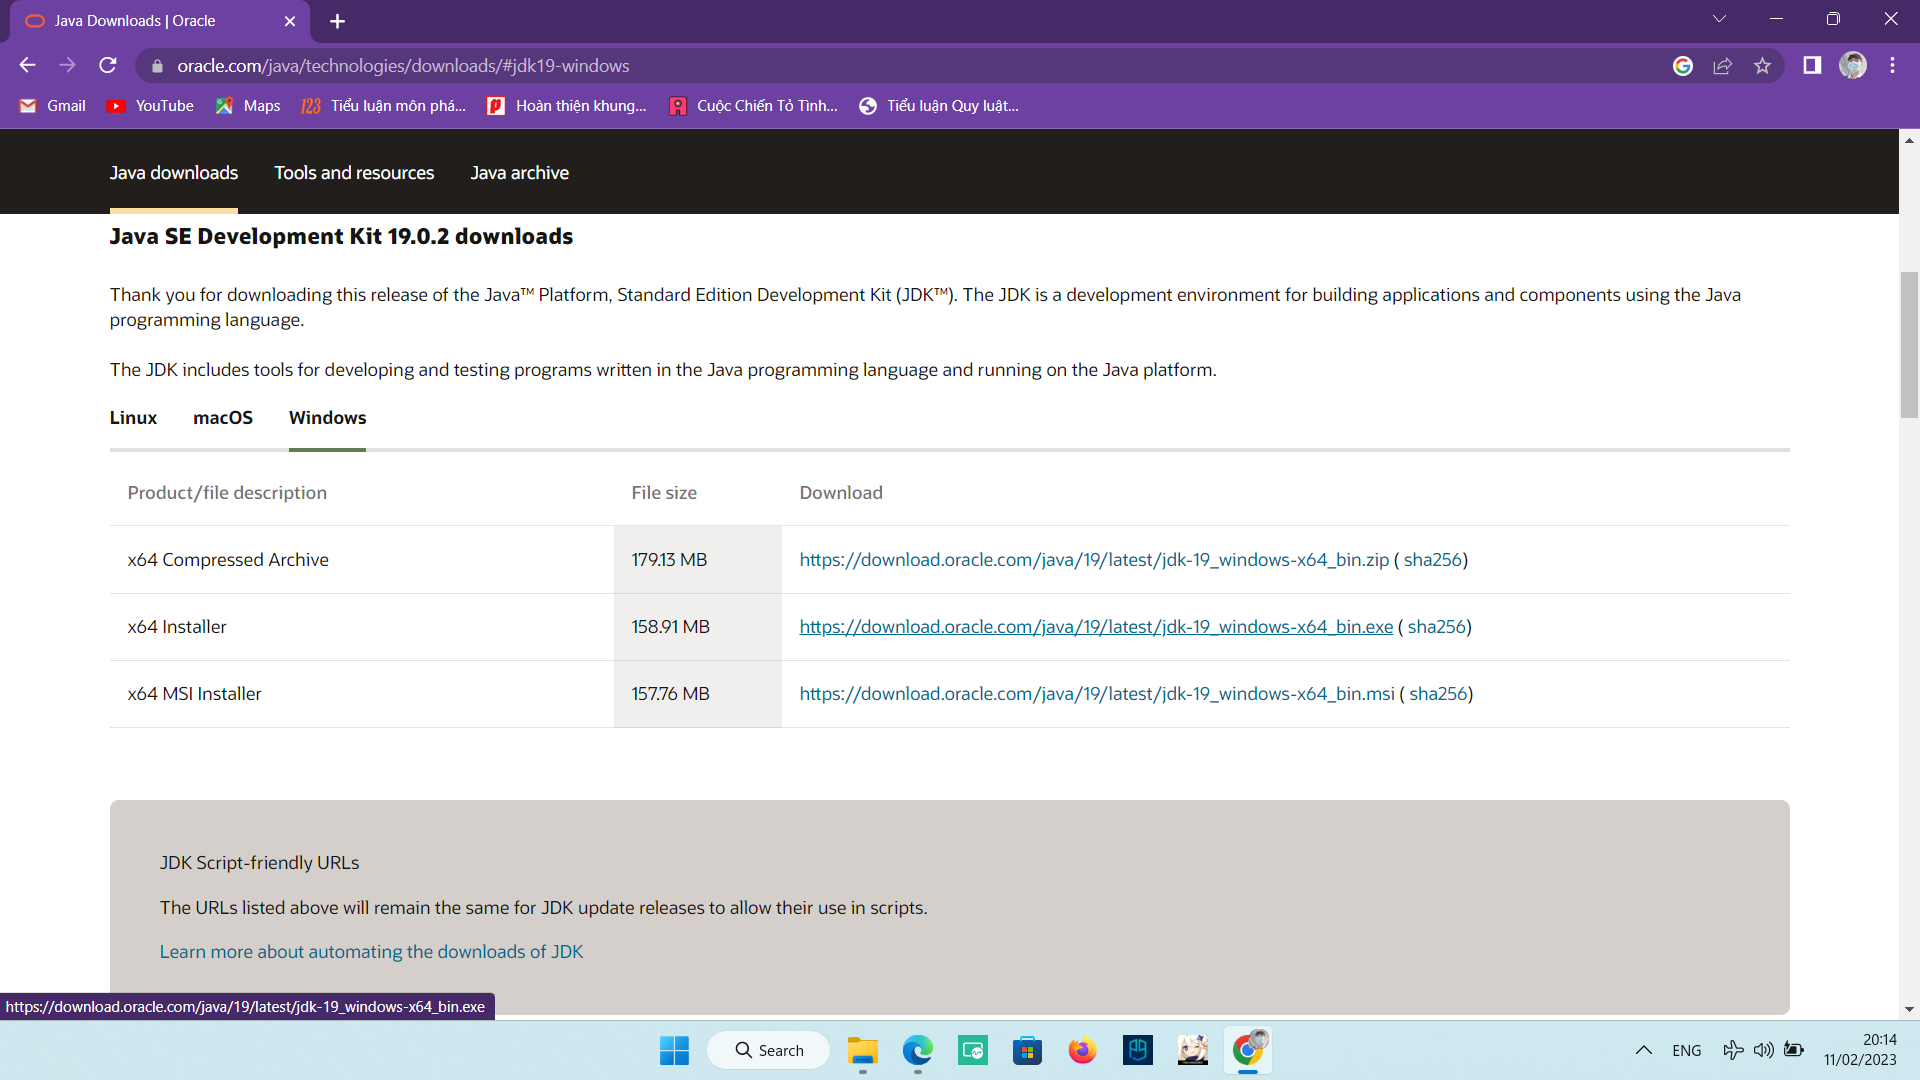 Java Downloads | Oracle
oracle.com/java/technologies/downloads/#jdk19-windows
Gmail YouTube Maps Tiểu luận môn phá... Hoàn thiện khung... Cuộc Chiến Tỏ Tình... Tiểu luận Quy luật...
Java downloads Tools and resources Java archive
Java SE Development Kit 19.0.2 downloads
Thank you for downloading this release of the Java™ Platform, Standard Edition Development Kit (JDK™). The JDK is a development environment for building applications and components using the Java
programming language.
The JDK includes tools for developing and testing programs written in the Java programming language and running on the Java platform.
Linux macOS Windows
Product/file description File size Download
x64 Compressed Archive 179.13 MB https://download.oracle.com/java/19/latest/jdk-19_windows-x64_bin.zip ( sha256)
x64 Installer 158.91 MB https://download.oracle.com/java/19/latest/jdk-19_windows-x64_bin.exe ( sha256)
x64 MSI Installer 157.76 MB https://download.oracle.com/java/19/latest/jdk-19_windows-x64_bin.msi ( sha256)
JDK Script-friendly URLs
The URLs listed above will remain the same for JDK update releases to allow their use in scripts.
Learn more about automating the downloads of JDK
https://download.oracle.com/java/19/latest/jdk-19_windows-x64_bin.exe
Search
ENG
20:14
11/02/2023